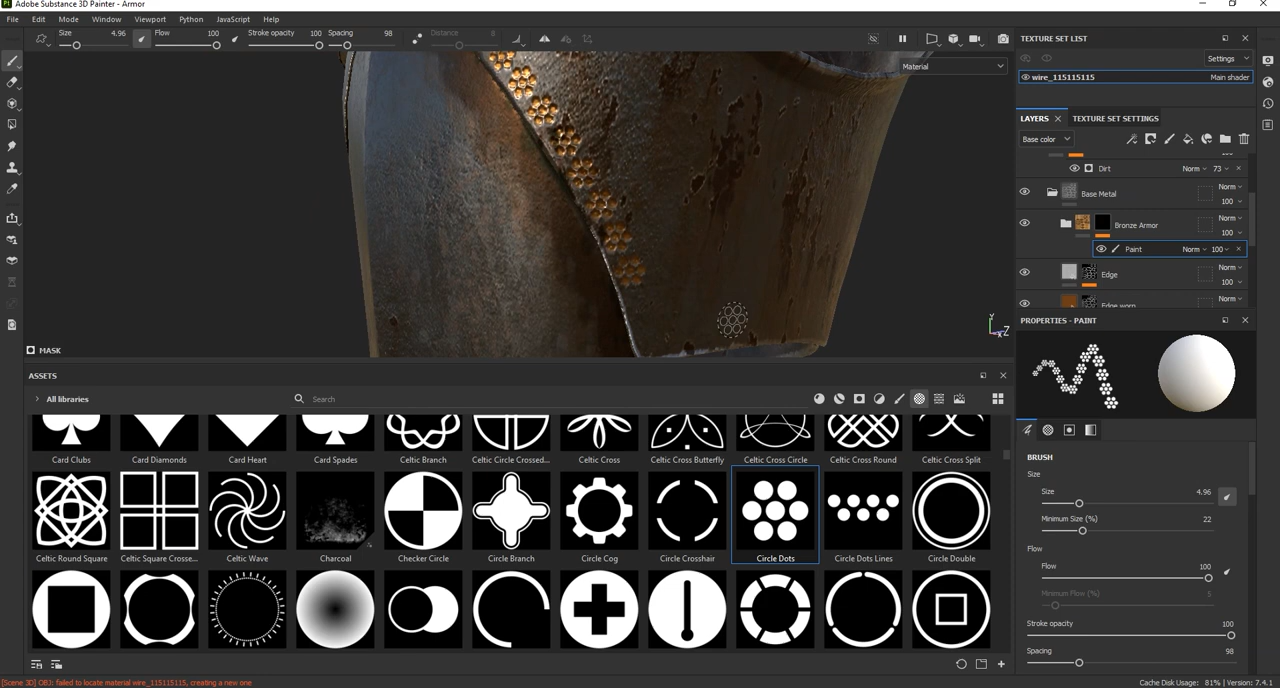 Adobe Substance 3D Painter - Armor
File Edit Mode Window Viewport Python JavaScript Help
Size 4.96 Flow 100 Stroke opacity 100 Spacing 98 Distance 8
Material
Y
Z
MASK
ASSETS
All libraries
Search
Card Clubs Card Diamonds Card Heart Card Spades Celtic Branch Celtic Circle Crossed... Celtic Cross Celtic Cross Butterfly Celtic Cross Circle Celtic Cross Round Celtic Cross Split
Celtic Round Square Celtic Square Crosse... Celtic Wave Charcoal Checker Circle Circle Branch Circle Cog Circle Crosshair Circle Dots Circle Dots Lines Circle Double
TEXTURE SET LIST
Settings
wire_115115115 Main shader
LAYERS TEXTURE SET SETTINGS
Base color
Dirt Norm 73
Base Metal Norm
100
Bronze Armor Norm
100
Paint Norm 100
Edge Norm
100
Edge worn Norm
PROPERTIES - PAINT
BRUSH
Size
Size 4.96
Minimum Size (%) 22
Flow
Flow 100
Minimum Flow (%) 5
Stroke opacity 100
Spacing 98
[Scene 3D] OBJ: failed to locate material wire_115115115, creating a new one
Cache Disk Usage: 81% | Version: 7.4.1